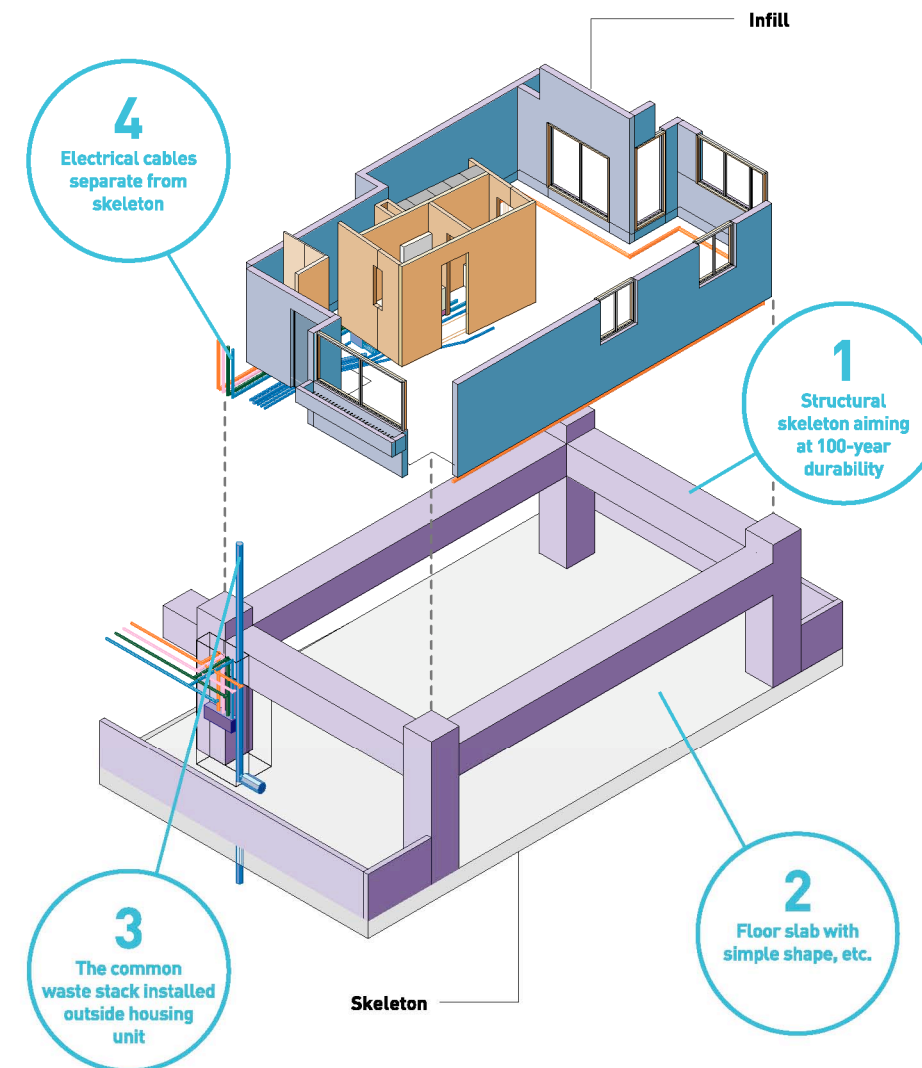 Infill
4
Electrical cables
separate from
skeleton
1
Structural
skeleton aiming
at 100-year
durability
2
Floor slab with
simple shape, etc.
3
The common
waste stack installed
outside housing
unit
Skeleton